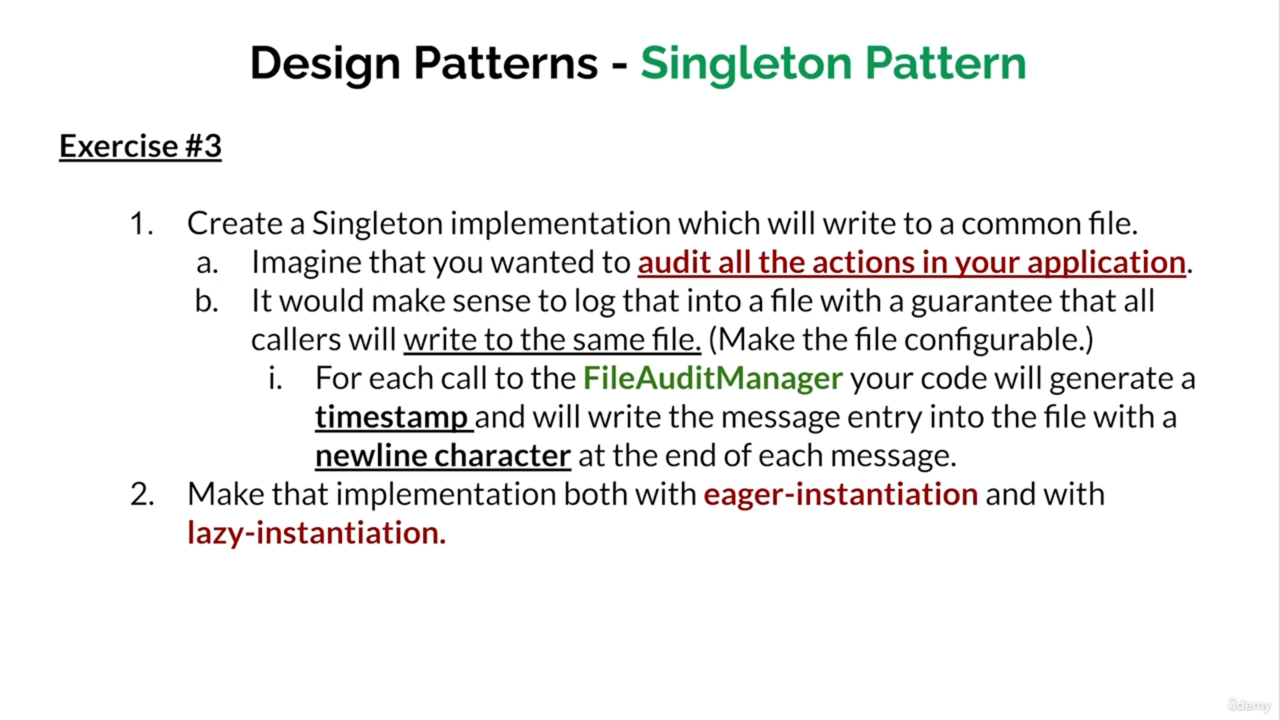 Design Patterns - Singleton Pattern
Exercise #3
1. Create a Singleton implementation which will write to a common file.
a. Imagine that you wanted to audit all the actions in your application.
b. It would make sense to log that into a file with a guarantee that all
callers will write to the same file. (Make the file configurable.)
i. For each call to the FileAuditManager your code will generate a
timestamp and will write the message entry into the file with a
newline character at the end of each message.
2. Make that implementation both with eager-instantiation and with
lazy-instantiation.
ûdemy